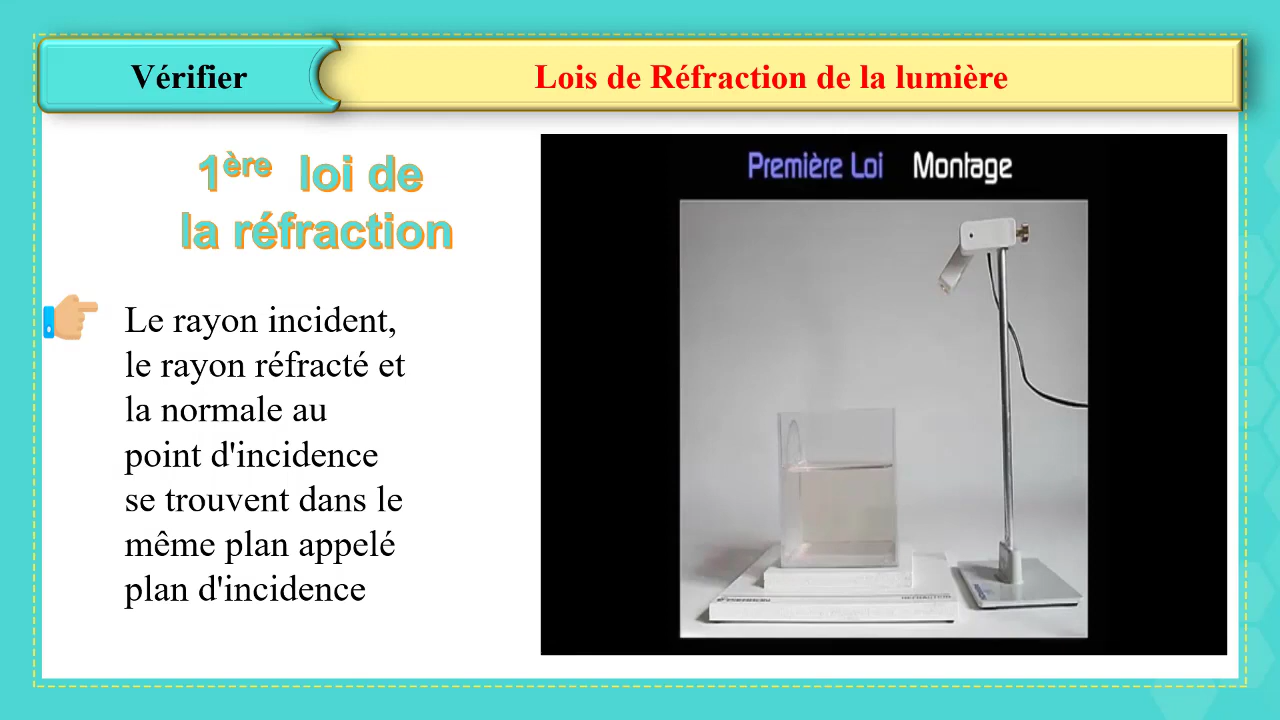 Vérifier
Lois de Réfraction de la lumière
1ère loi de
la réfraction
Première Loi Montage
Le rayon incident,
le rayon réfracté et
la normale au
point d'incidence
se trouvent dans le
même plan appelé
plan d'incidence